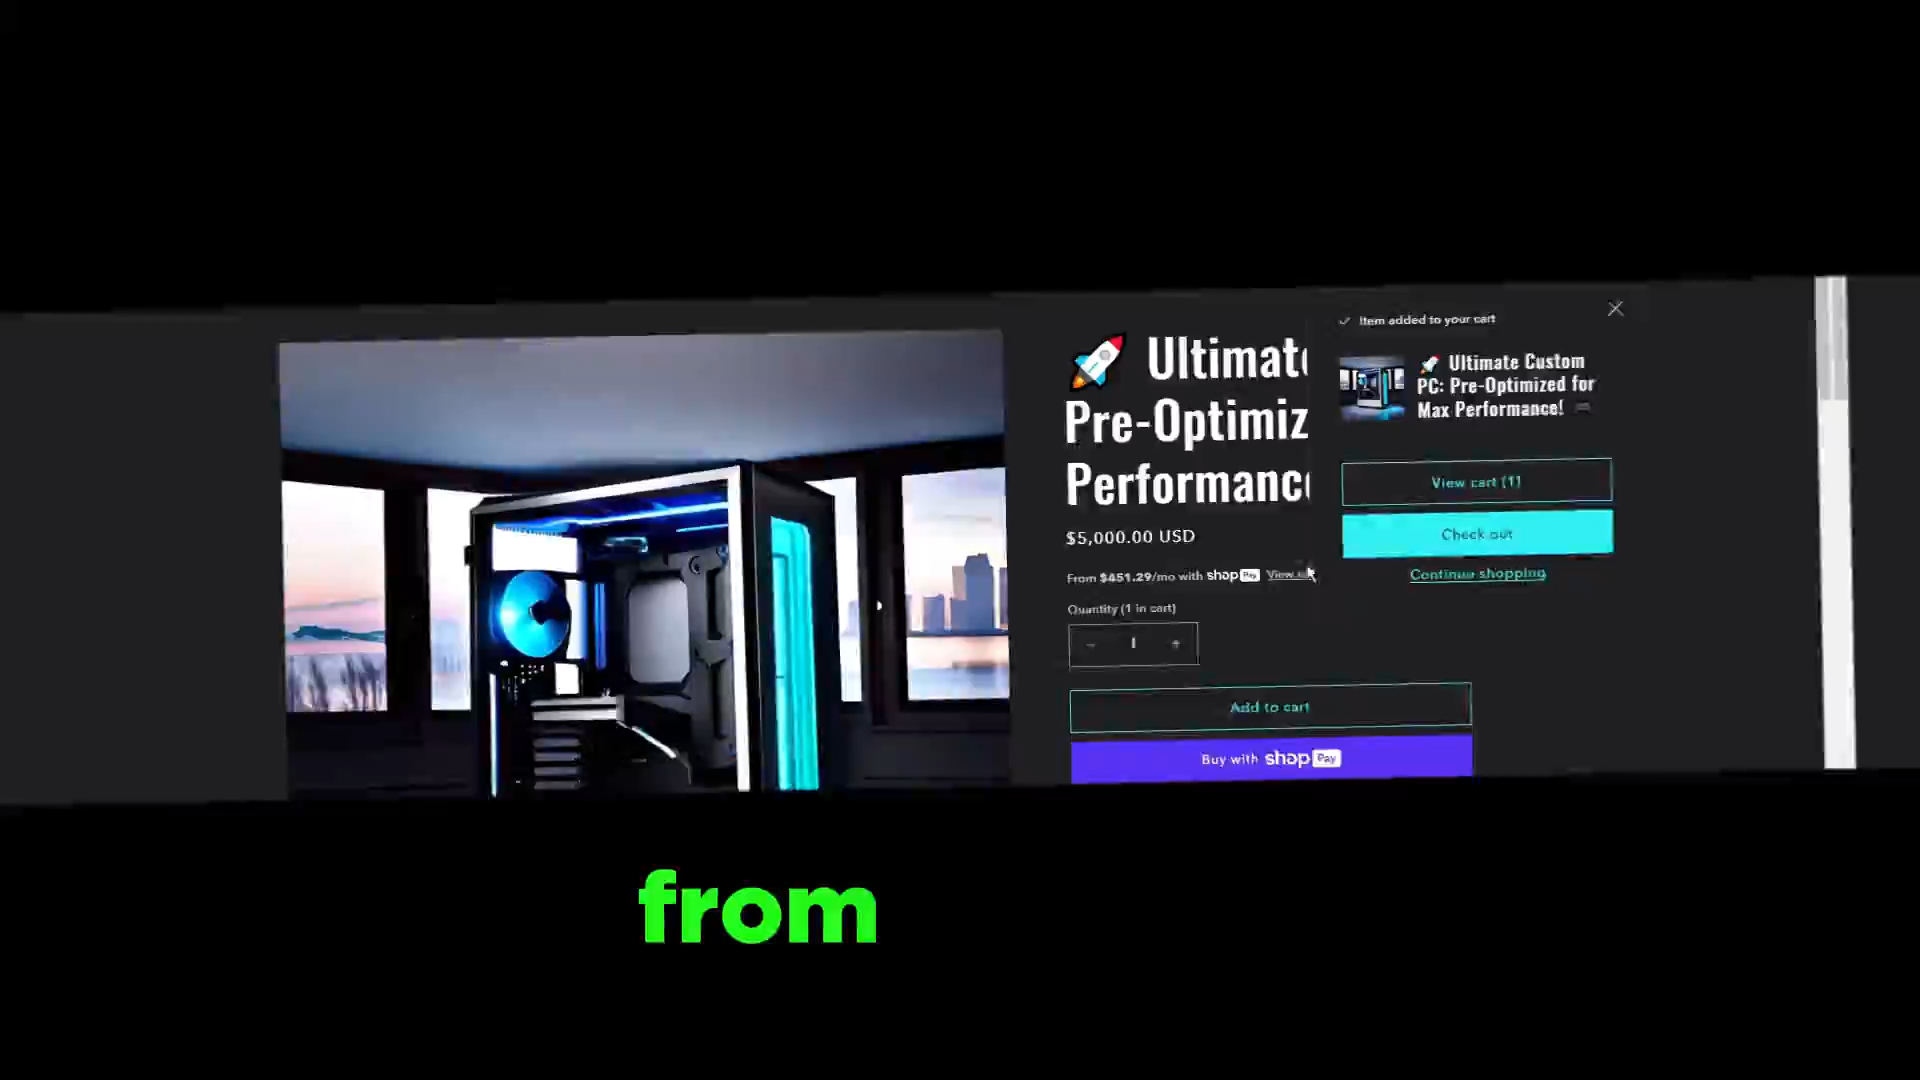 🚀 Ultimate
Pre-Optimiz
Performanc
$5,000.00 USD
From $451.29/mo with shop Pay View
Quantity (1 in cart)
- 1 +
Add to cart
Buy with shop Pay
Item added to your cart
🚀 Ultimate Custom
PC: Pre-Optimized for
Max Performance!
View cart (1)
Check out
Continue shopping
from